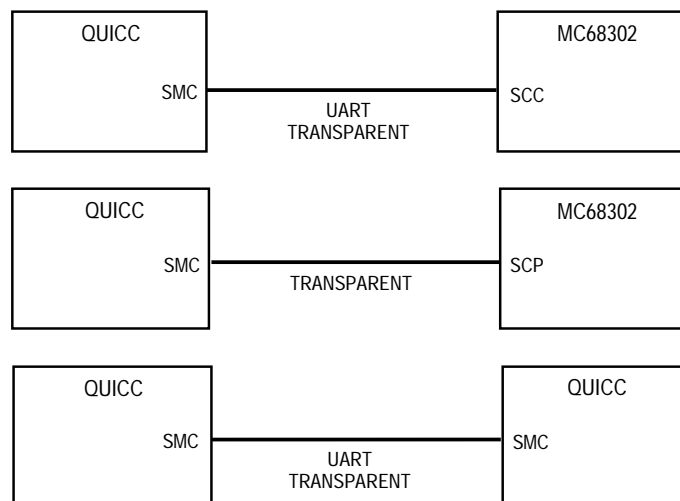 QUICC
MC68302
SMC
SCC
UART
TRANSPARENT
QUICC
MC68302
SMC
SCP
TRANSPARENT
QUICC
QUICC
SMC
SMC
UART
TRANSPARENT